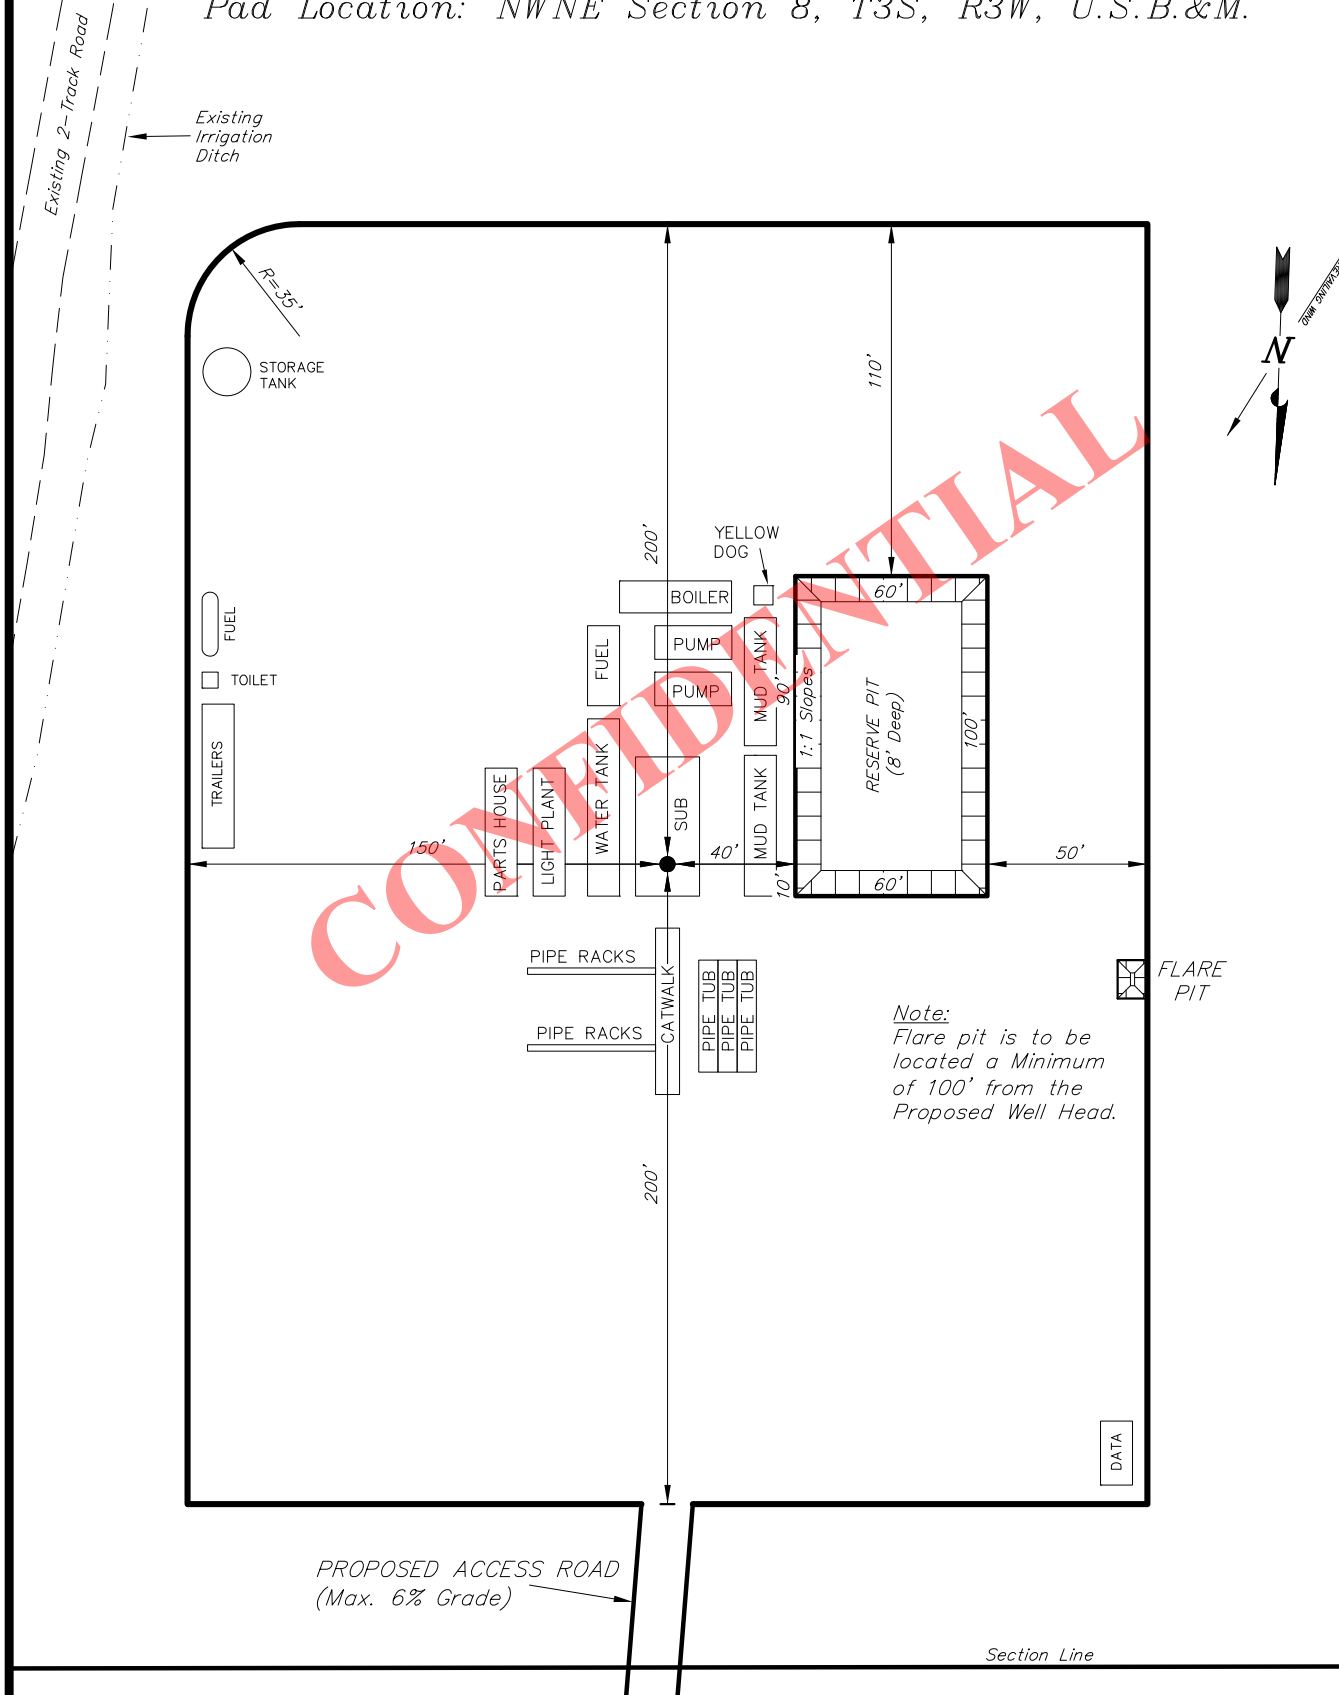 Pad Location: NWNE Section 8, T3S, R3W, U.S.B.&M.
Existing 2-Track Road
Existing
Irrigation
Ditch
R=35'
STORAGE
TANK
110'
PREVAILING WIND
N
200'
YELLOW
DOG
BOILER
60'
FUEL
FUEL
PUMP
MUD TANK
90'
TOILET
PUMP
1:1 Slopes
RESERVE PIT
(8' Deep)
100'
TRAILERS
PARTS HOUSE
LIGHT PLANT
WATER TANK
SUB
MUD TANK
150'
40'
50'
10'
60'
CONFIDENTIAL
PIPE RACKS
CATWALK
PIPE TUB
PIPE TUB
PIPE TUB
PIPE RACKS
FLARE
PIT
Note:
Flare pit is to be
located a Minimum
of 100' from the
Proposed Well Head.
200'
DATA
PROPOSED ACCESS ROAD
(Max. 6% Grade)
Section Line